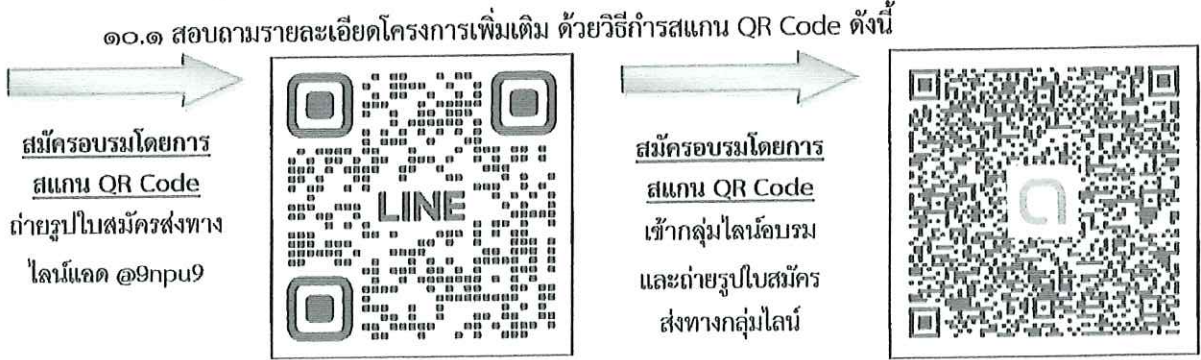 ๑๐.๑ สอบถามรายละเอียดโครงการเพิ่มเติม ด้วยวิธีการสแกน QR Code ดังนี้
สมัครอบรมโดยการ
สแกน QR Code
ถ่ายรูปใบสมัครส่งทาง
ไลน์แอด @9npu9
LINE
สมัครอบรมโดยการ
สแกน QR Code
เข้ากลุ่มไลน์อบรม
และถ่ายรูปใบสมัคร
ส่งทางกลุ่มไลน์